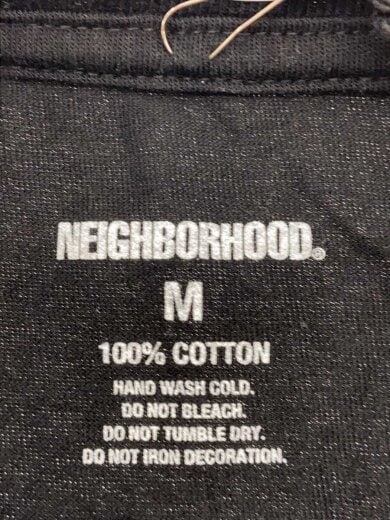 NEIGHBORHOOD®
M
100% COTTON
HAND WASH COLD.
DO NOT BLEACH.
DO NOT TUMBLE DRY.
DO NOT IRON DECORATION.